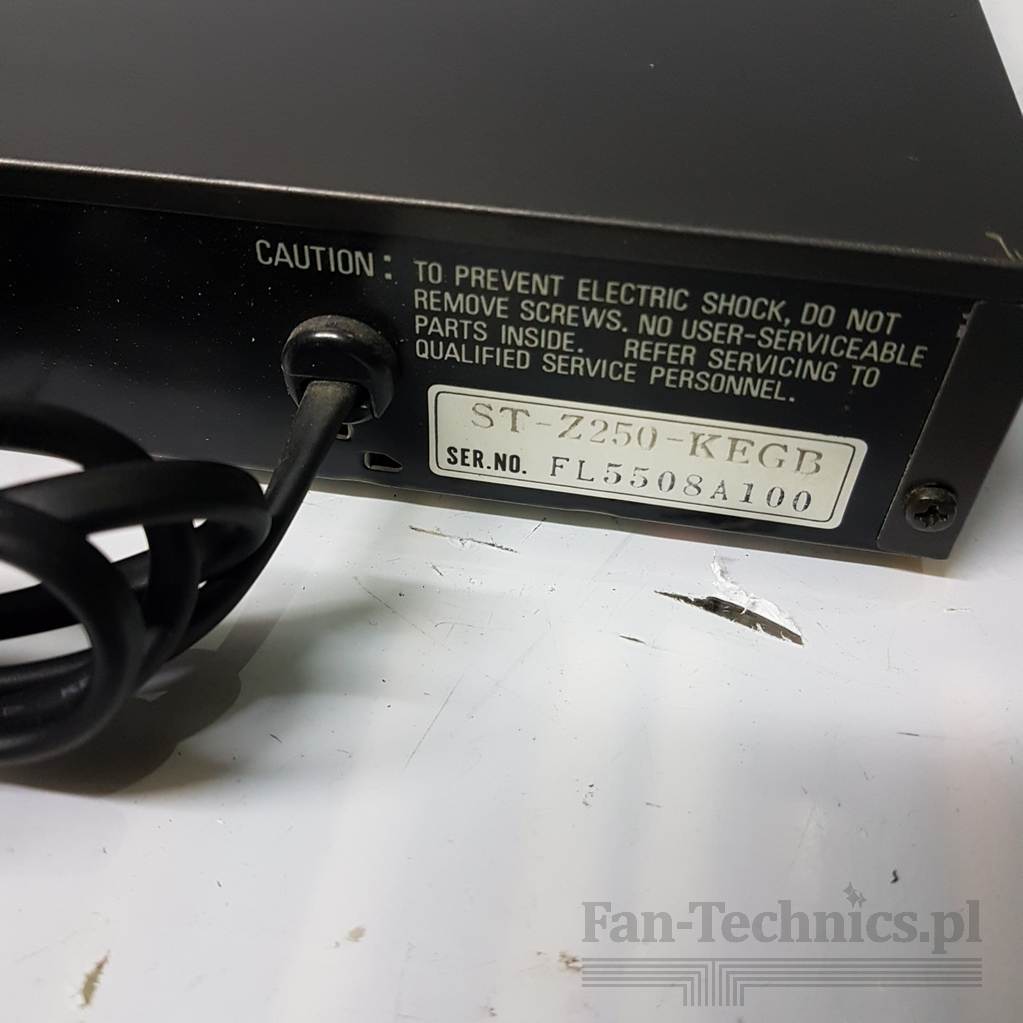 CAUTION:
TO PREVENT ELECTRIC SHOCK, DO NOT
REMOVE SCREWS. NO USER-SERVICEABLE
PARTS INSIDE. REFER SERVICING TO
QUALIFIED SERVICE PERSONNEL.
ST-Z250-KEGB
SER.NO. FL5508A100
Fan-Technics.pl